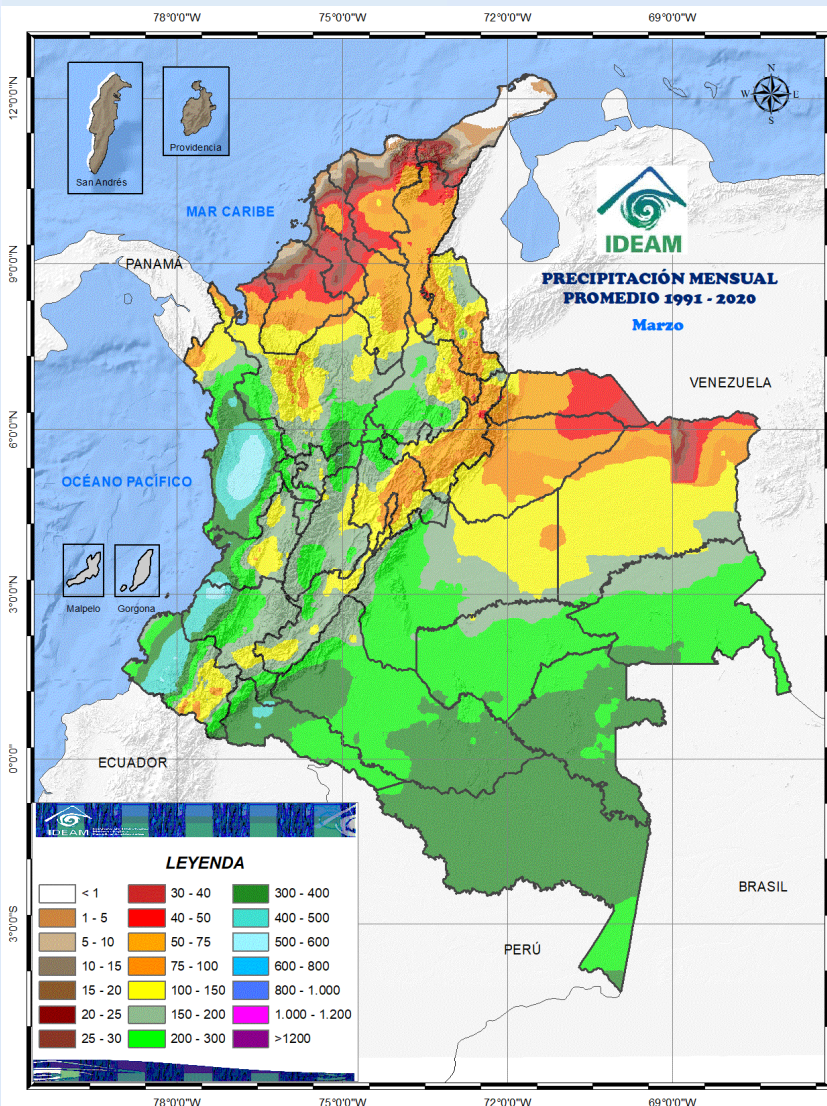 78°0'0"W 75°0'0"W 72°0'0"W 69°0'0"W
12°0'0"N
9°0'0"N
6°0'0"N
3°0'0"N
0°0'0"
3°0'0"S
San Andrés
Providencia
N
W E
S
MAR CARIBE
IDEAM
PANAMÁ
PRECIPITACIÓN MENSUAL
PROMEDIO 1991 - 2020
Marzo
VENEZUELA
OCÉANO PACÍFICO
Malpelo
Gorgona
ECUADOR
IDEAM
LEYENDA
< 1
1 - 5
5 - 10
10 - 15
15 - 20
20 - 25
25 - 30
30 - 40
40 - 50
50 - 75
75 - 100
100 - 150
150 - 200
200 - 300
300 - 400
400 - 500
500 - 600
600 - 800
800 - 1.000
1.000 - 1.200
>1200
BRASIL
PERÚ
78°0'0"W 75°0'0"W 72°0'0"W 69°0'0"W